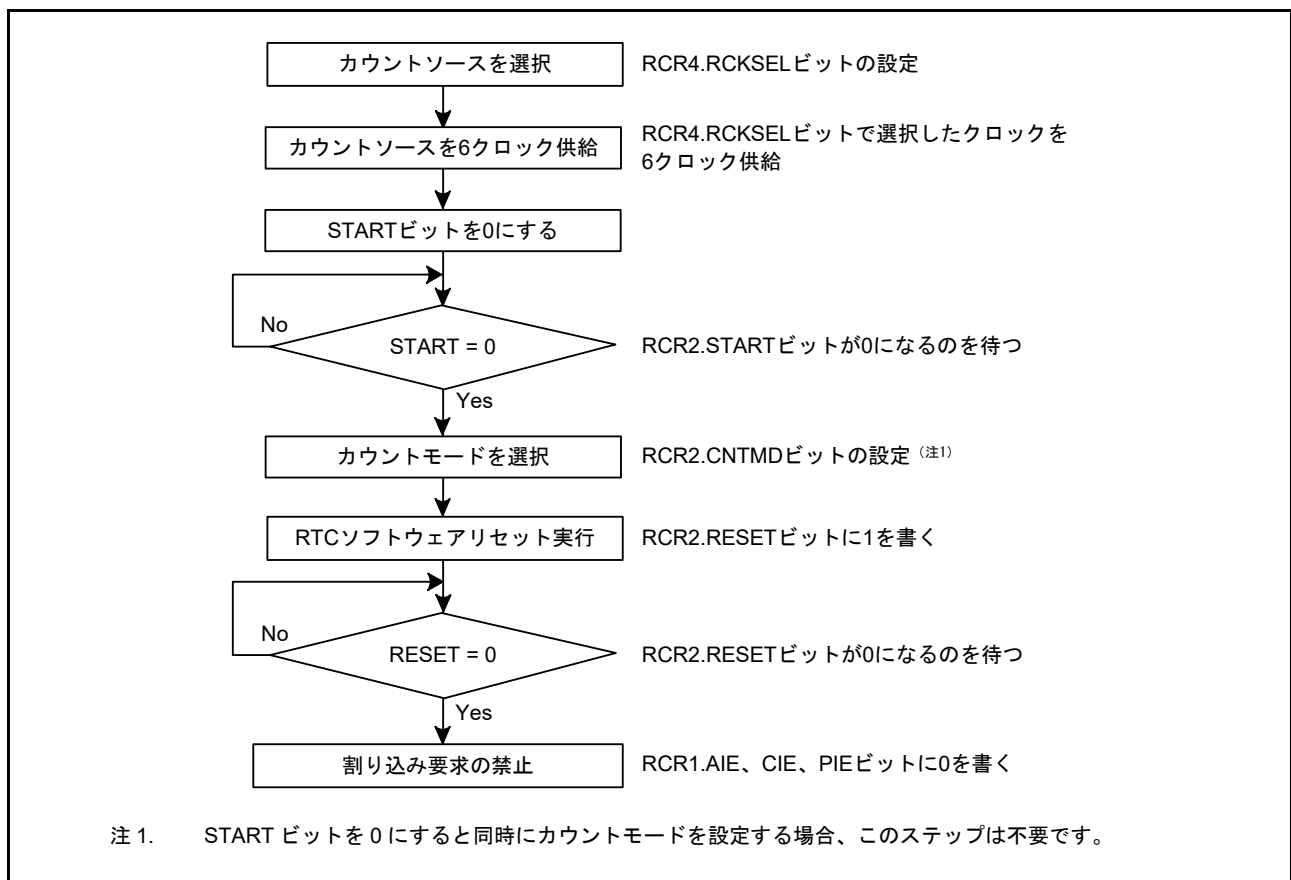 カウントソースを選択 RCR4.RCKSELビットの設定
カウントソースを6クロック供給 RCR4.RCKSELビットで選択したクロックを
6クロック供給
STARTビットを0にする
No
START = 0 RCR2.STARTビットが0になるのを待つ
Yes
カウントモードを選択 RCR2.CNTMDビットの設定（注1）
RTCソフトウェアリセット実行 RCR2.RESETビットに1を書く
No
RESET = 0 RCR2.RESETビットが0になるのを待つ
Yes
割り込み要求の禁止 RCR1.AIE、CIE、PIEビットに0を書く
注 1. START ビットを 0 にすると同時にカウントモードを設定する場合、このステップは不要です。